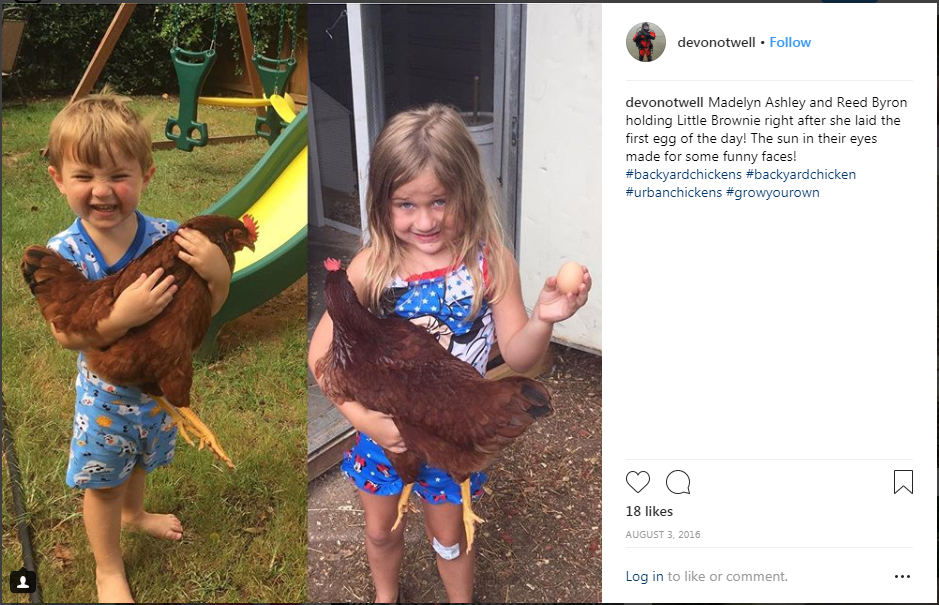 devonotwell • Follow
devonotwell Madelyn Ashley and Reed Byron
holding Little Brownie right after she laid the
first egg of the day! The sun in their eyes
made for some funny faces!
#backyardchickens #backyardchicken
#urbanchickens #growyourown
18 likes
AUGUST 3, 2016
Log in to like or comment.